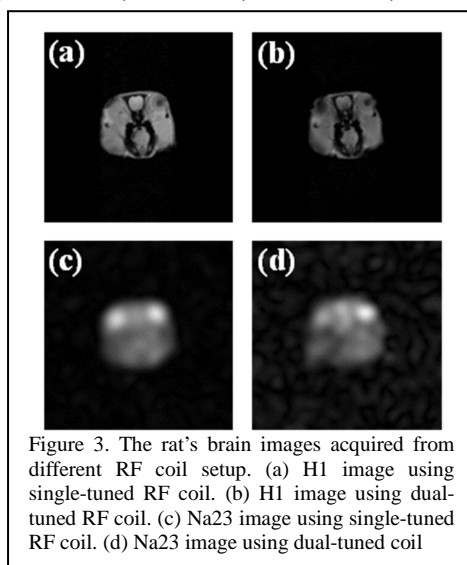 (a) (b)
(c) (d)
Figure 3. The rat's brain images acquired from
different RF coil setup. (a) H1 image using
single-tuned RF coil. (b) H1 image using dual-
tuned RF coil. (c) Na23 image using single-tuned
RF coil. (d) Na23 image using dual-tuned coil